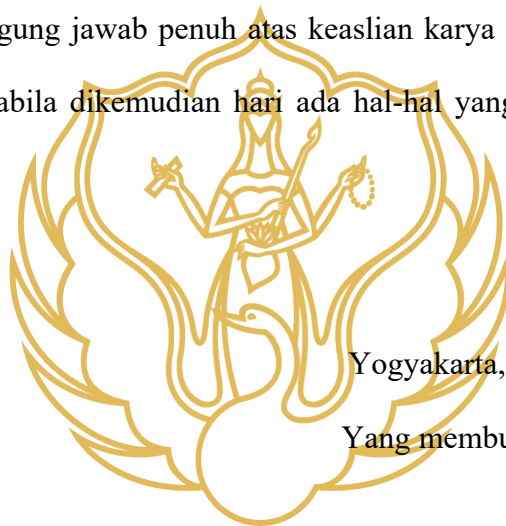 gung jawab penuh atas keaslian karya
abila dikemudian hari ada hal-hal yang
Yogyakarta,
Yang membu